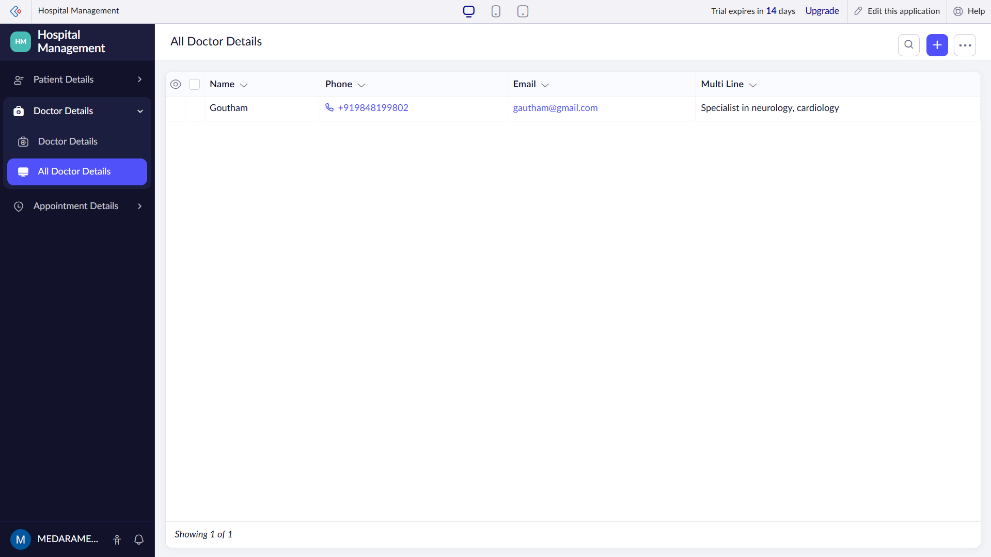 Hospital Management
Trial expires in 14 days
Upgrade
Edit this application
Help
HM
Hospital
Management
Patient Details
Doctor Details
Doctor Details
All Doctor Details
Appointment Details
M
MEDARAME...
All Doctor Details
Name
Phone
Email
Multi Line
Goutham
+919848199802
gautham@gmail.com
Specialist in neurology, cardiology
Showing 1 of 1